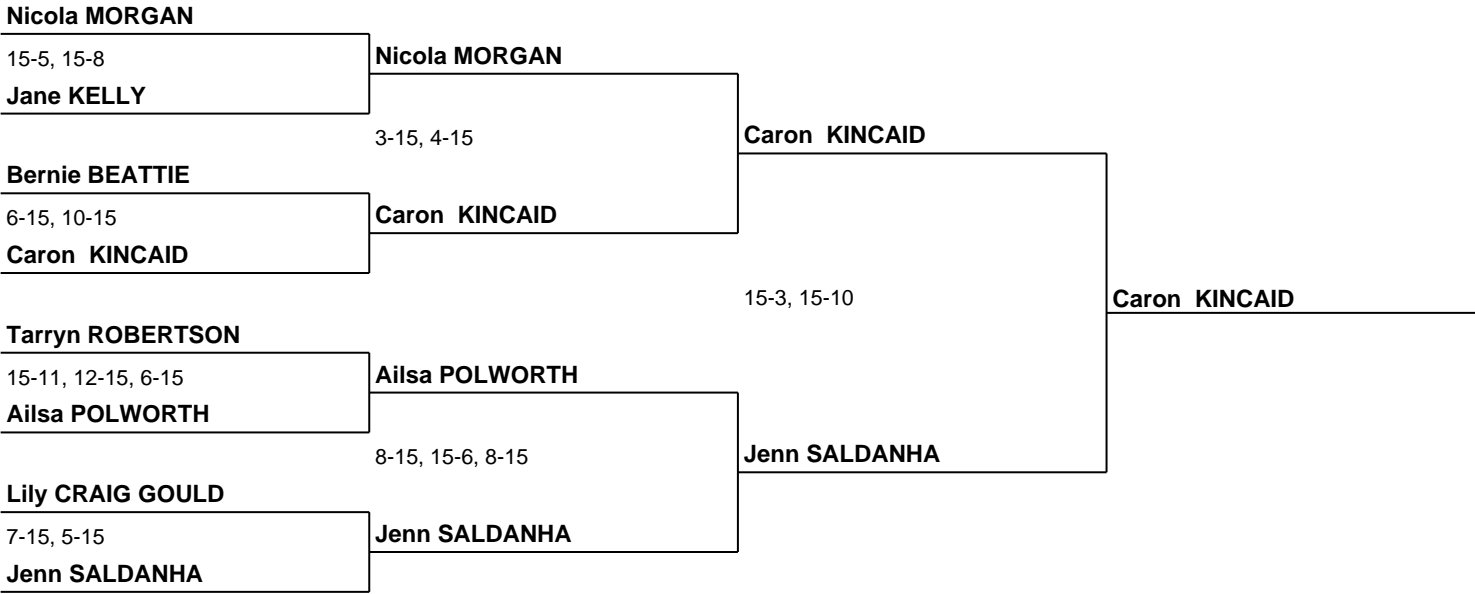 Nicola MORGAN
15-5, 15-8
Nicola MORGAN
Jane KELLY
3-15, 4-15
Caron  KINCAID
Bernie BEATTIE
6-15, 10-15
Caron  KINCAID
Caron  KINCAID
15-3, 15-10
Caron  KINCAID
Tarryn ROBERTSON
15-11, 12-15, 6-15
Ailsa POLWORTH
Ailsa POLWORTH
8-15, 15-6, 8-15
Jenn SALDANHA
Lily CRAIG GOULD
7-15, 5-15
Jenn SALDANHA
Jenn SALDANHA